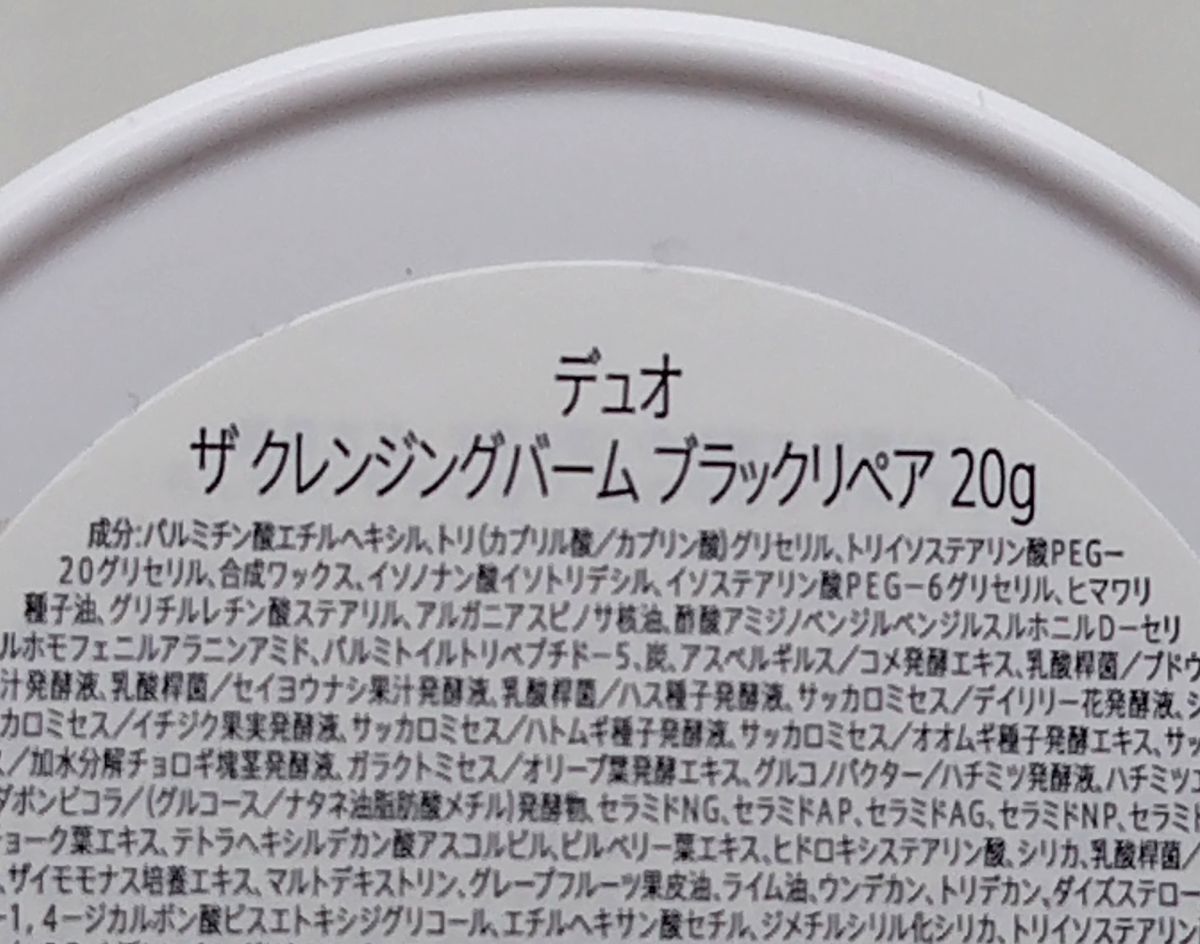 デュオ
ザ クレンジングバーム ブラックリペア 20g
成分:パルミチン酸エチルヘキシル、トリ(カプリル酸／カプリン酸)グリセリル、トリイソステアリン酸PEG－
20グリセリル、合成ワックス、イソノナン酸イソトリデシル、イソステアリン酸PEG－6グリセリル、ヒマワリ
種子油、グリチルレチン酸ステアリル、アルガニアスピノサ核油、酢酸アミジノベンジルベンジルスルホニルD－セリ
ルホモフェニルアラニンアミド、パルミトイルトリペプチド－5、炭、アスペルギルス／コメ発酵エキス、乳酸桿菌／ブドウ
汁発酵液、乳酸桿菌／セイヨウナシ果汁発酵液、乳酸桿菌／ハス種子発酵液、サッカロミセス／デイリリー花発酵液、
カロミセス／イチジク果実発酵液、サッカロミセス／ハトムギ種子発酵液、サッカロミセス／オオムギ種子発酵エキス、サッ
／加水分解チョロギ塊茎発酵液、ガラクトミセス／オリーブ葉発酵エキス、グルコノバクター／ハチミツ発酵液、ハチミツ
ダボンビコラ／(グルコース／ナタネ油脂肪酸メチル)発酵物、セラミドNG、セラミドAP、セラミドAG、セラミドNP、セラミド
ョーク葉エキス、テトラヘキシルデカン酸アスコルビル、ビルベリー葉エキス、ヒドロキシステアリン酸、シリカ、乳酸桿菌／
、ザイモモナス培養エキス、マルトデキストリン、グレープフルーツ果皮油、ライム油、ウンデカン、トリデカン、ダイズステロー
－1,4－ジカルボン酸ビスエトキシジグリコール、エチルヘキサン酸セチル、ジメチルシリル化シリカ、トリイソステアリン